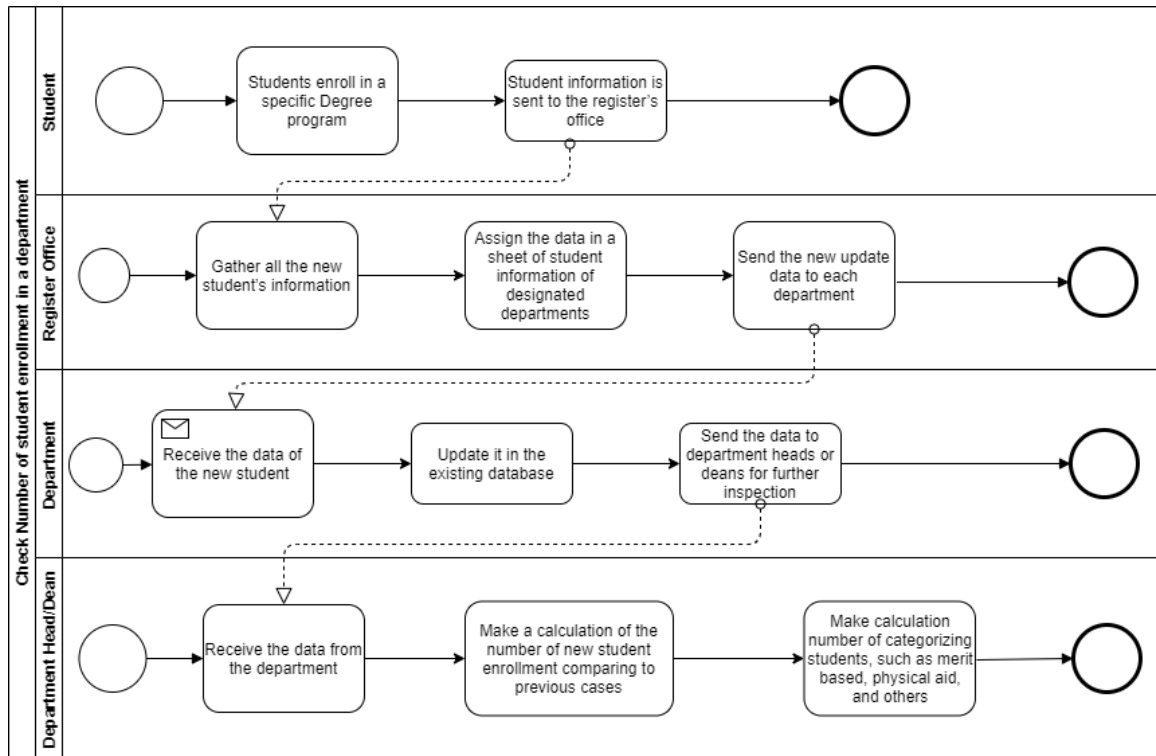 Check Number of student enrollment in a department
Student
Students enroll in a
specific Degree
program
Student information is
sent to the register's
office
Register Office
Gather all the new
student's information
Assign the data in a
sheet of student
information of
designated
departments
Send the new update
data to each
department
Department
Receive the data of
the new student
Update it in the
existing database
Send the data to
department heads or
deans for further
inspection
Department Head/Dean
Receive the data from
the department
Make a calculation of the
number of new student
enrollment comparing to
previous cases
Make calculation
number of categorizing
students, such as merit
based, physical aid,
and others